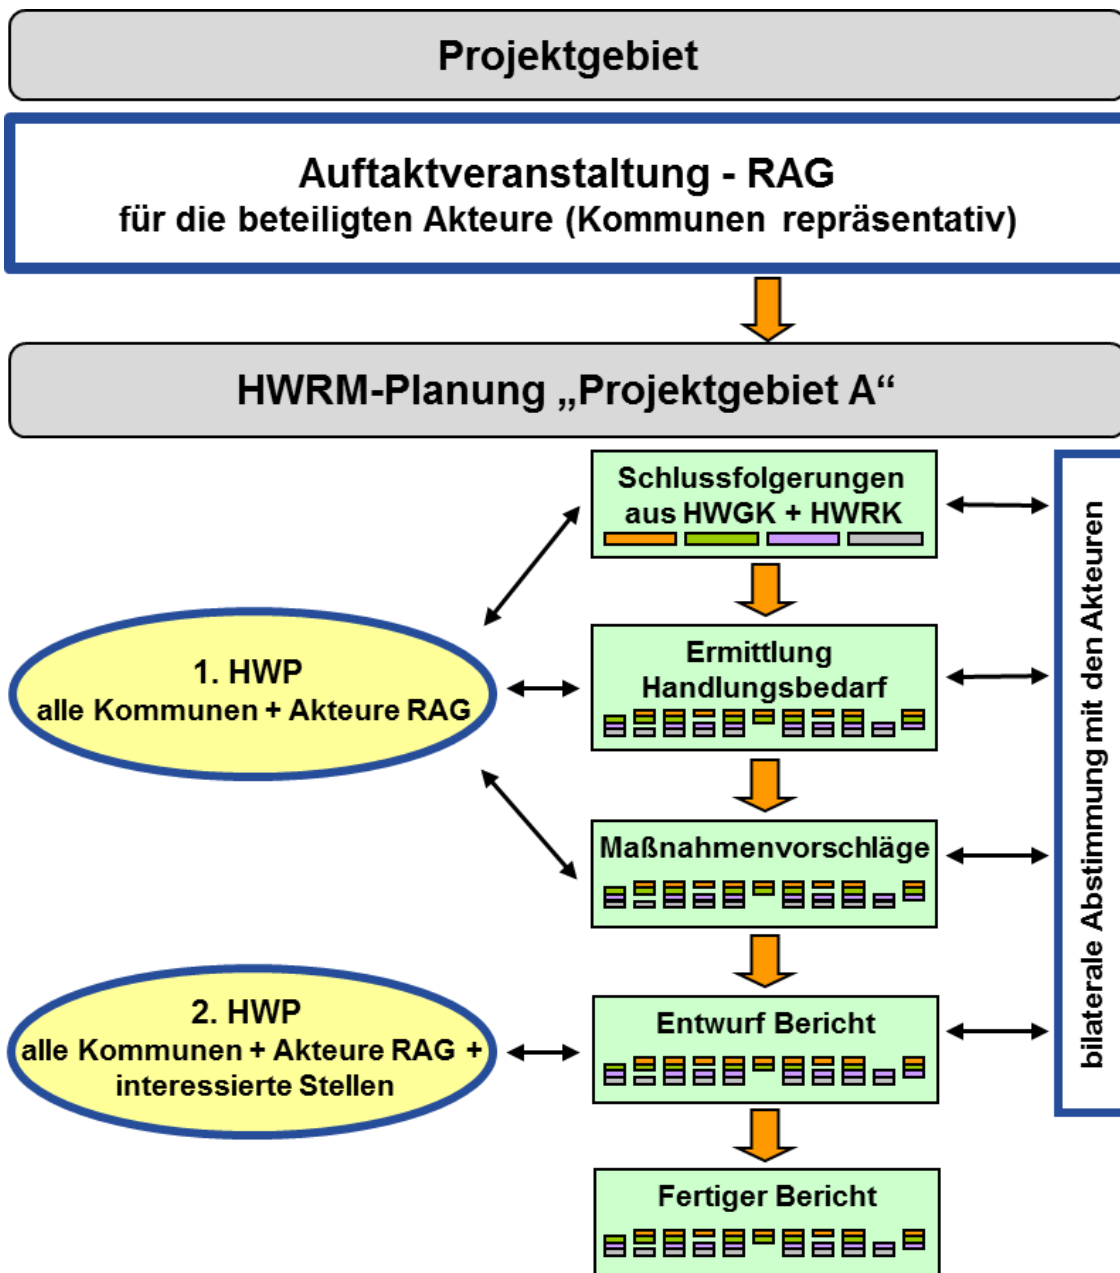 Projektgebiet
Auftaktveranstaltung - RAG
für die beteiligten Akteure (Kommunen repräsentativ)
HWRM-Planung „Projektgebiet A“
Schlussfolgerungen
aus HWGK + HWRK
1. HWP
alle Kommunen + Akteure RAG
Ermittlung
Handlungsbedarf
Maßnahmenvorschläge
2. HWP
alle Kommunen + Akteure RAG +
interessierte Stellen
Entwurf Bericht
Fertiger Bericht
bilaterale Abstimmung mit den Akteuren